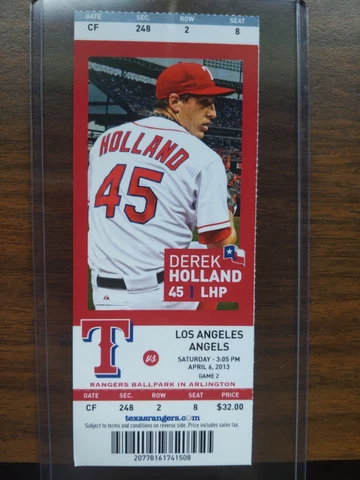 GATE SEC. ROW SEAT
CF 248 2 8
T
HOLLAND
45
DEREK
HOLLAND
45 | LHP
T vs
LOS ANGELES
ANGELS
SATURDAY - 3:05 PM
APRIL 6, 2013
GAME 2
RANGERS BALLPARK IN ARLINGTON
GATE SEC. ROW SEAT PRICE
CF 248 2 8 $32.00
texasrangers.com
Subject to terms and conditions on reverse side. Price includes sales tax.
20770161741508